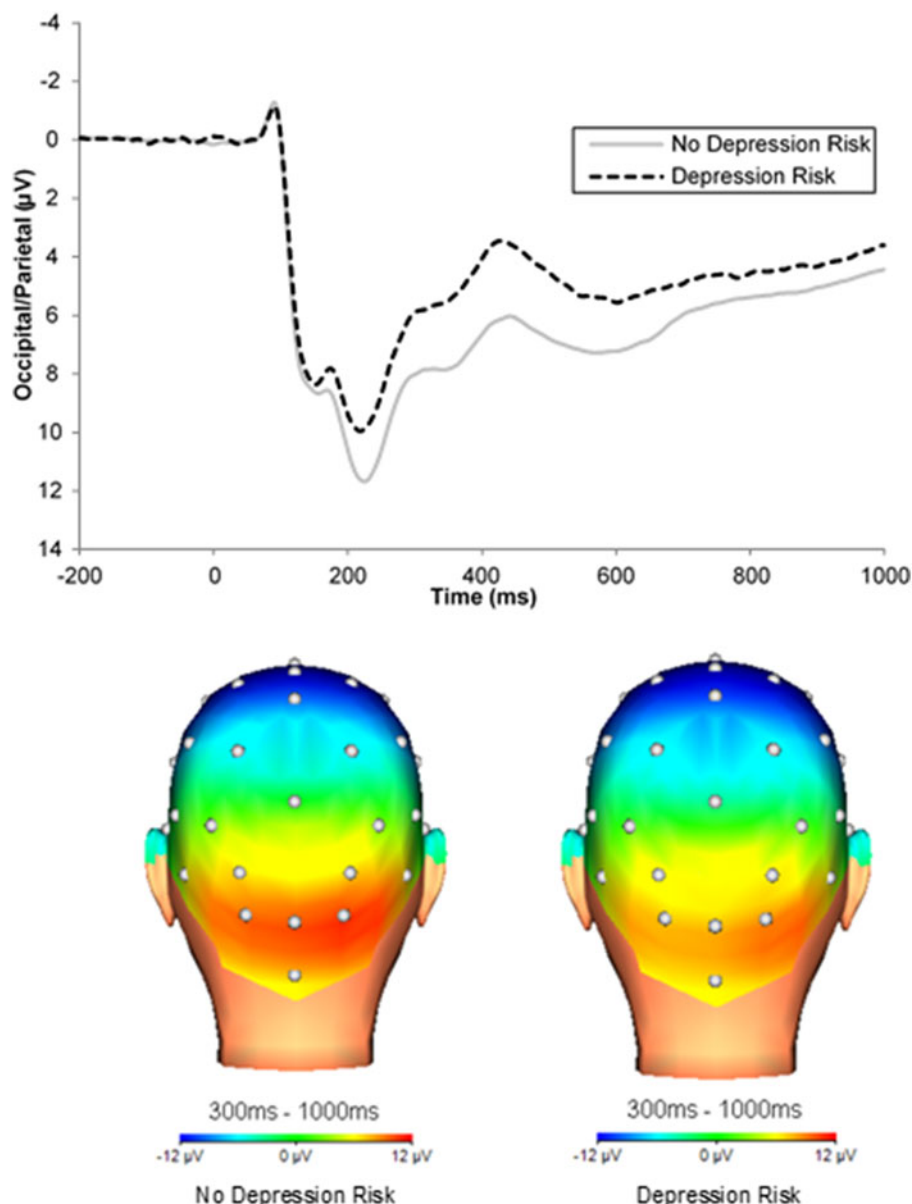 -4
-2
0
2
4
6
8
10
12
14
Occipital/Parietal (µV)
No Depression Risk
Depression Risk
-200 0 200 400 600 800 1000
Time (ms)
300ms - 1000ms
-12 µV 0 µV 12 µV
No Depression Risk
300ms - 1000ms
-12 µV 0 µV 12 µV
Depression Risk